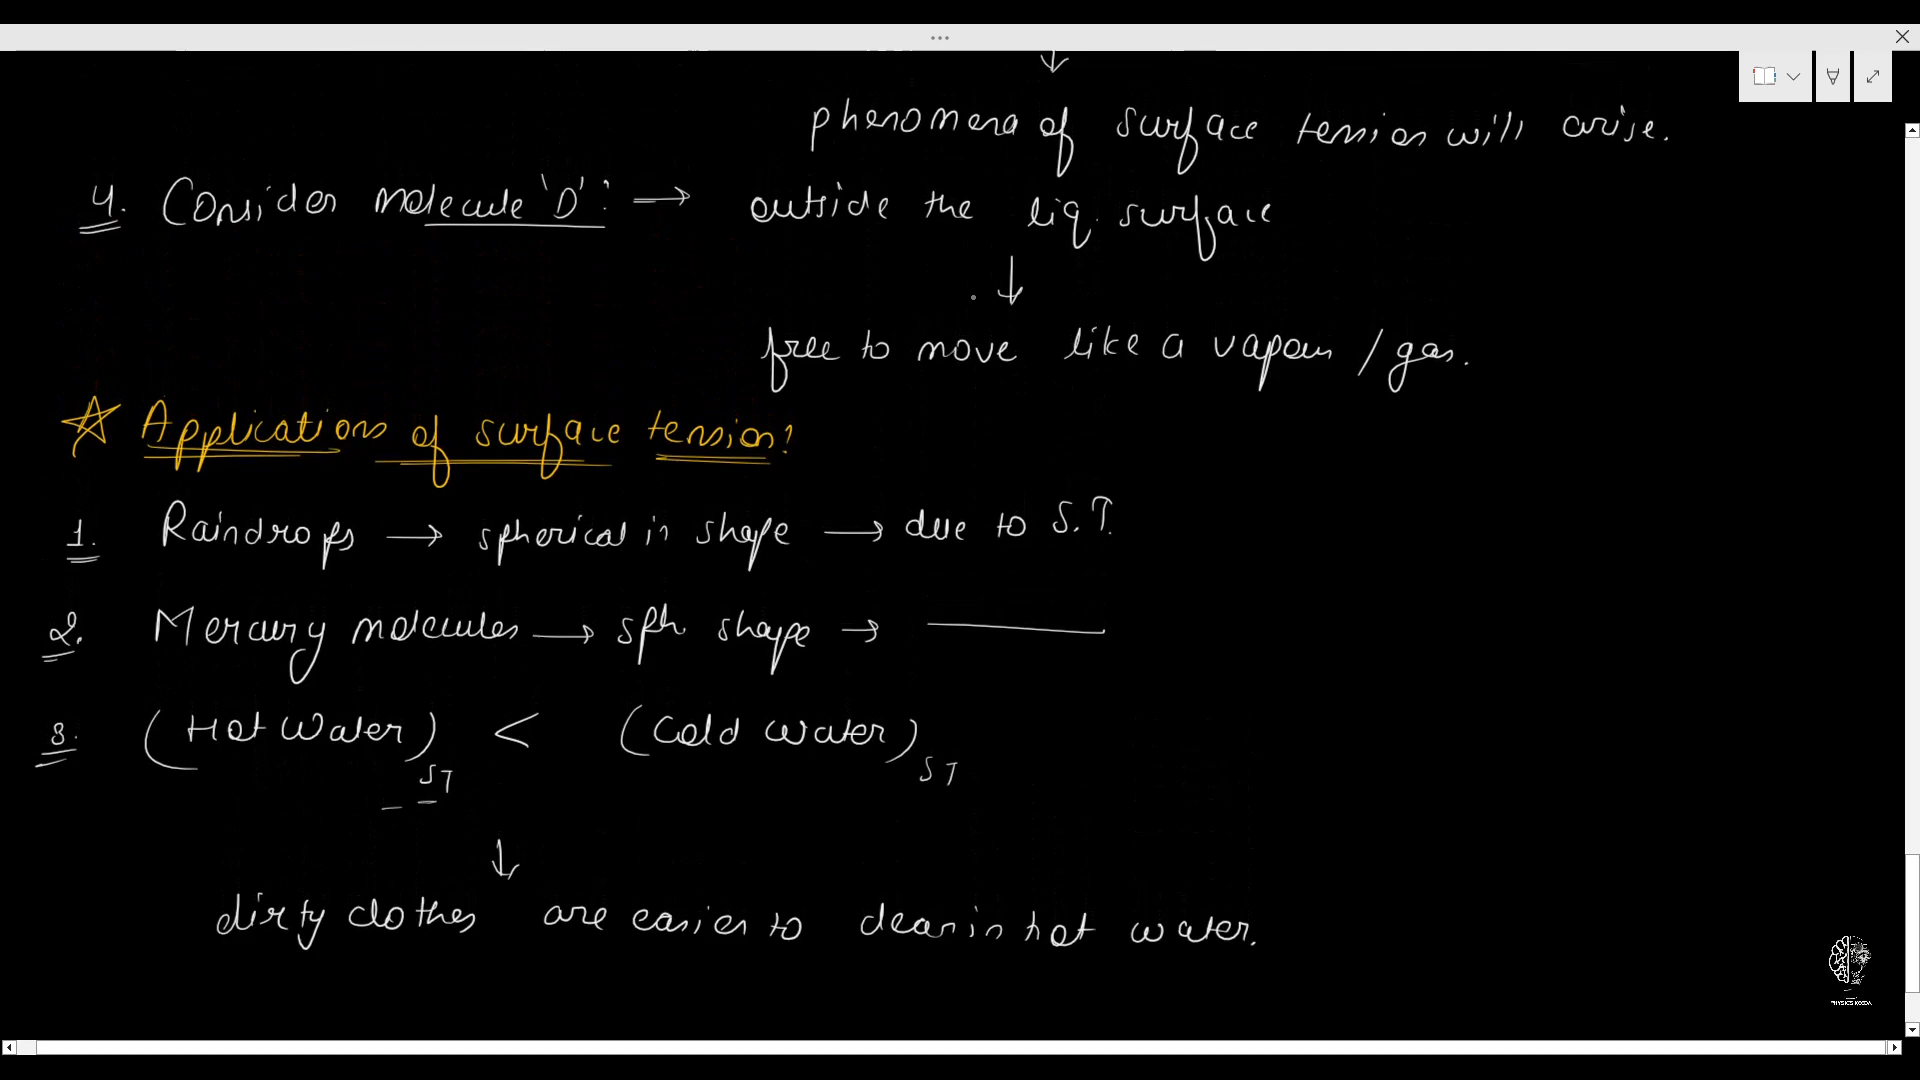 phenomena of surface tension will arise.
4. Consider molecule 'D': → outside the liq. surface
↓
free to move like a vapour / gas.
☆ Applications of surface tension:
1. Raindrops → spherical in shape → due to S.T.
2. Mercury molecules → sph. shape → ———
3. (Hot Water)ST < (Cold water)ST
↓
dirty clothes are easier to clean in hot water.